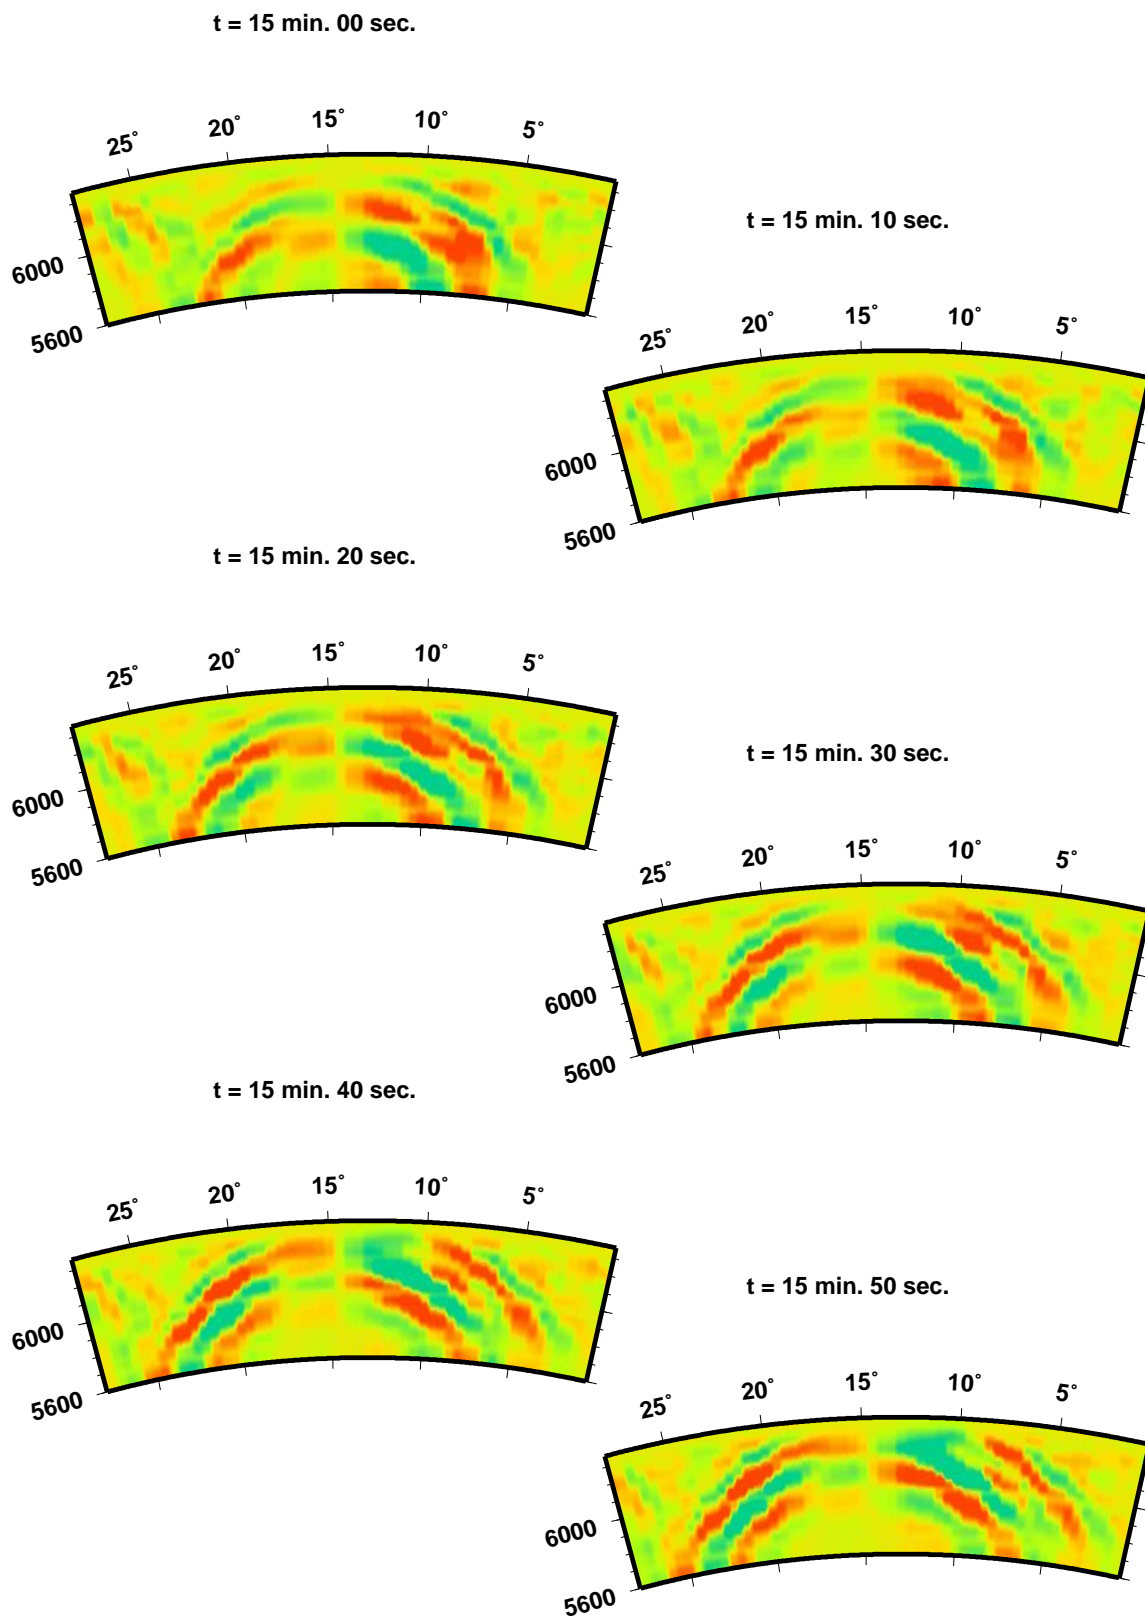 t = 15 min. 00 sec.
25° 20° 15° 10° 5°
6000
5600
t = 15 min. 10 sec.
25° 20° 15° 10° 5°
6000
5600
t = 15 min. 20 sec.
25° 20° 15° 10° 5°
6000
5600
t = 15 min. 30 sec.
25° 20° 15° 10° 5°
6000
5600
t = 15 min. 40 sec.
25° 20° 15° 10° 5°
6000
5600
t = 15 min. 50 sec.
25° 20° 15° 10° 5°
6000
5600